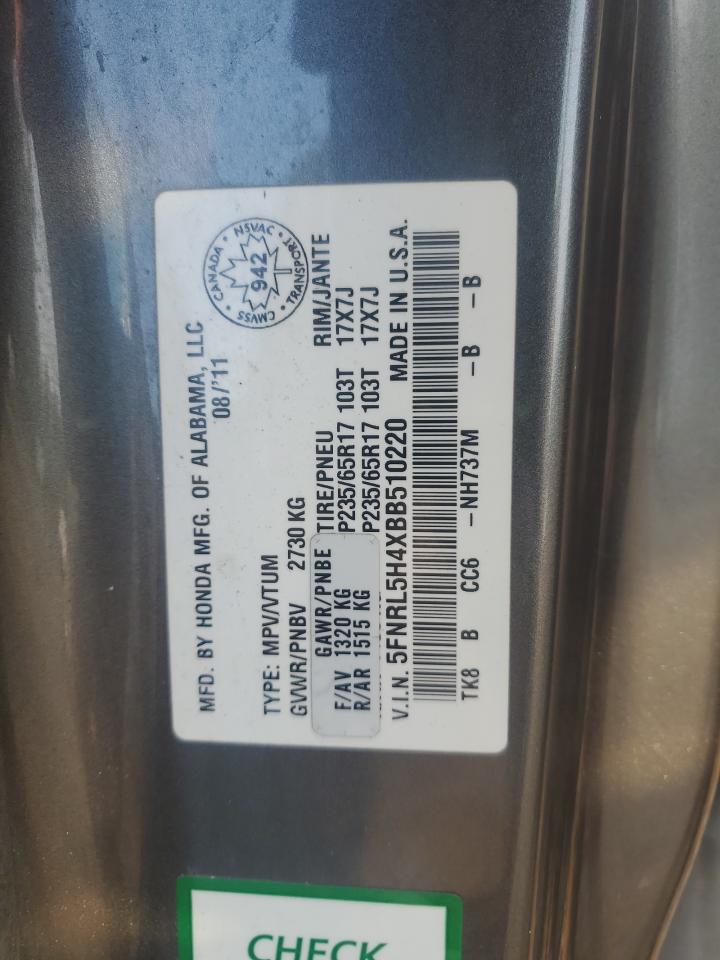 MFD. BY HONDA MFG. OF ALABAMA, LLC
08/'11
CANADA • NSVAC • TRANSPORT • CMVSS •
942
TYPE: MPV/VTUM
GVWR/PNBV 2730 KG
GAWR/PNBE TIRE/PNEU RIM/JANTE
F/AV 1320 KG P235/65R17 103T 17X7J
R/AR 1515 KG P235/65R17 103T 17X7J
V.I.N. 5FNRL5H4XBB510220 MADE IN U.S.A.
TK8 B CC6 -NH737M -B -B
CHECK